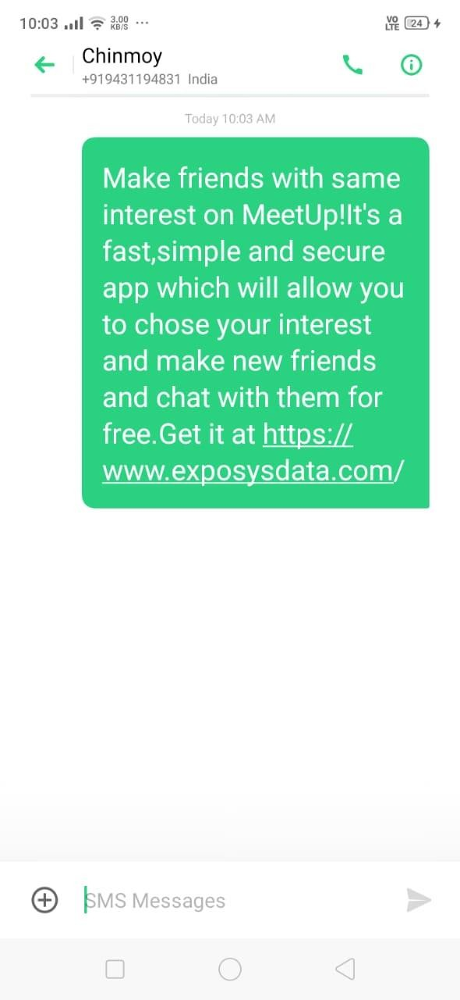 10:03 3.00 KB/S ... VO LTE 24
Chinmoy
+919431194831 India
Today 10:03 AM
Make friends with same
interest on MeetUp!It's a
fast,simple and secure
app which will allow you
to chose your interest
and make new friends
and chat with them for
free.Get it at https://
www.exposysdata.com/
SMS Messages